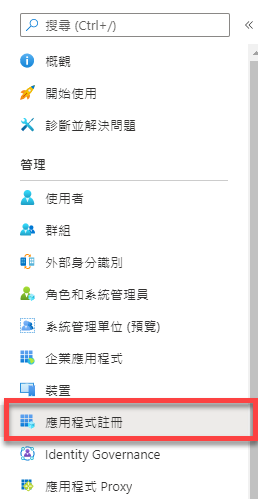 搜尋 (Ctrl+/)
«
概觀
開始使用
診斷並解決問題
管理
使用者
群組
外部身分識別
角色和系統管理員
系統管理單位 (預覽)
企業應用程式
裝置
應用程式註冊
Identity Governance
應用程式 Proxy